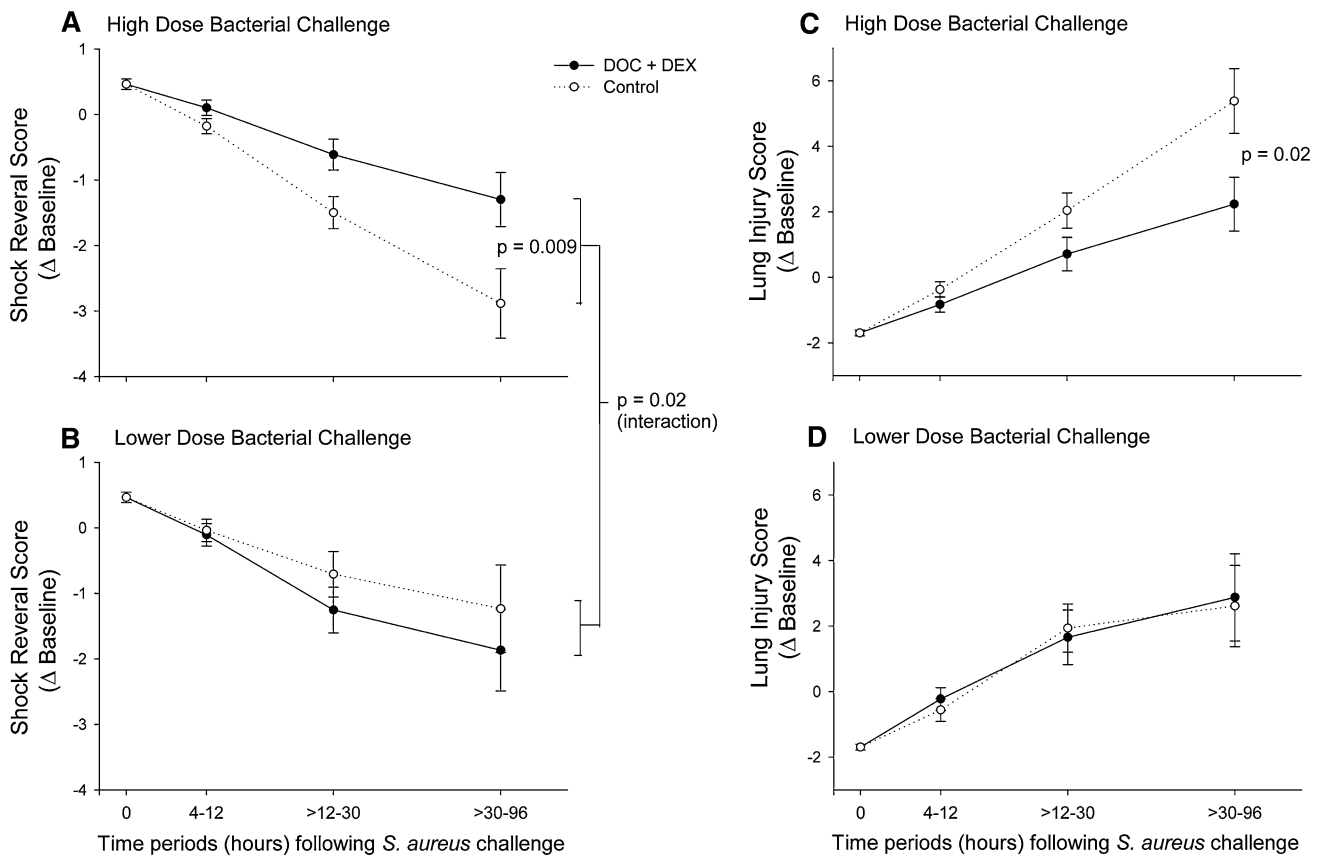 A High Dose Bacterial Challenge
Shock Reveral Score
(Δ Baseline)
1
0
-1
-2
-3
-4
DOC + DEX
Control
p = 0.009
p = 0.02
(interaction)
B Lower Dose Bacterial Challenge
Shock Reveral Score
(Δ Baseline)
1
0
-1
-2
-3
-4
0 4-12 >12-30 >30-96
Time periods (hours) following S. aureus challenge
C High Dose Bacterial Challenge
Lung Injury Score
(Δ Baseline)
6
4
2
0
-2
p = 0.02
D Lower Dose Bacterial Challenge
Lung Injury Score
(Δ Baseline)
6
4
2
0
-2
0 4-12 >12-30 >30-96
Time periods (hours) following S. aureus challenge